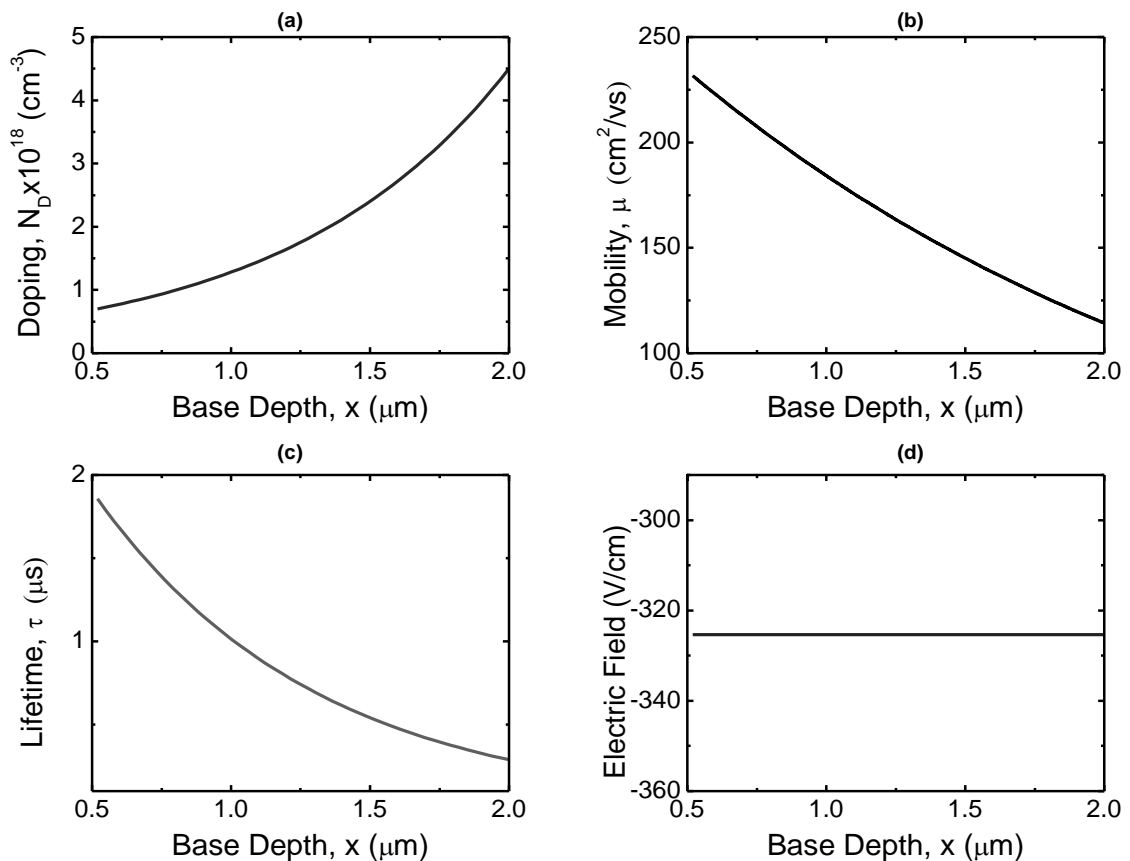 (a)
Doping, N_D x10^18 (cm^-3)
5
4
3
2
1
0
0.5 1.0 1.5 2.0
Base Depth, x (μm)
(b)
Mobility, μ (cm^2/vs)
250
200
150
100
0.5 1.0 1.5 2.0
Base Depth, x (μm)
(c)
Lifetime, τ (μs)
2
1
0.5 1.0 1.5 2.0
Base Depth, x (μm)
(d)
Electric Field (V/cm)
-300
-320
-340
-360
0.5 1.0 1.5 2.0
Base Depth, x (μm)